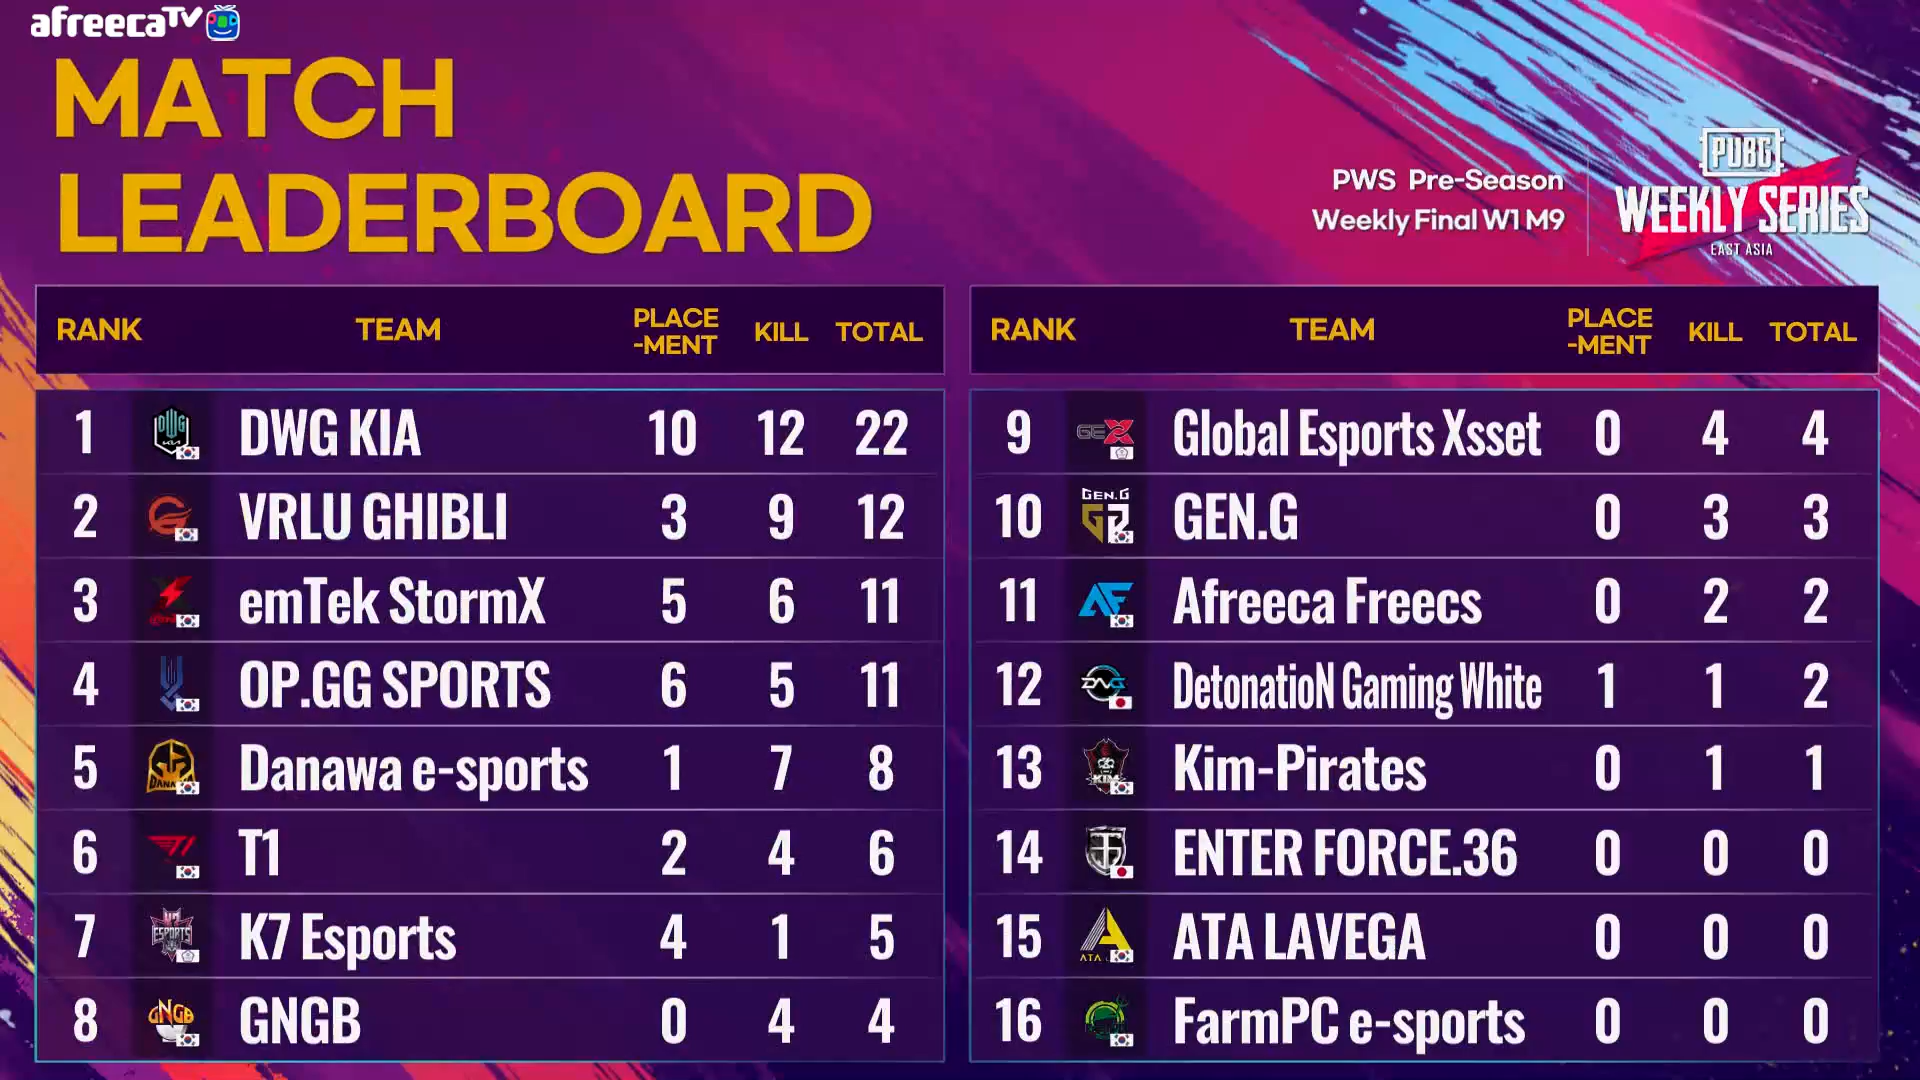 afreecaTV
MATCH
LEADERBOARD
PWS Pre-Season
Weekly Final W1 M9
PUBG
WEEKLY SERIES
EAST ASIA
RANK TEAM PLACE-MENT KILL TOTAL
1 DWG KIA 10 12 22
2 VRLU GHIBLI 3 9 12
3 emTek StormX 5 6 11
4 OP.GG SPORTS 6 5 11
5 Danawa e-sports 1 7 8
6 T1 2 4 6
7 K7 Esports 4 1 5
8 GNGB 0 4 4
RANK TEAM PLACE-MENT KILL TOTAL
9 Global Esports Xsset 0 4 4
10 GEN.G GEN.G 0 3 3
11 Afreeca Freecs 0 2 2
12 DetonatioN Gaming White 1 1 2
13 Kim-Pirates 0 1 1
14 ENTER FORCE.36 0 0 0
15 ATA ATA LAVEGA 0 0 0
16 FarmPC e-sports 0 0 0